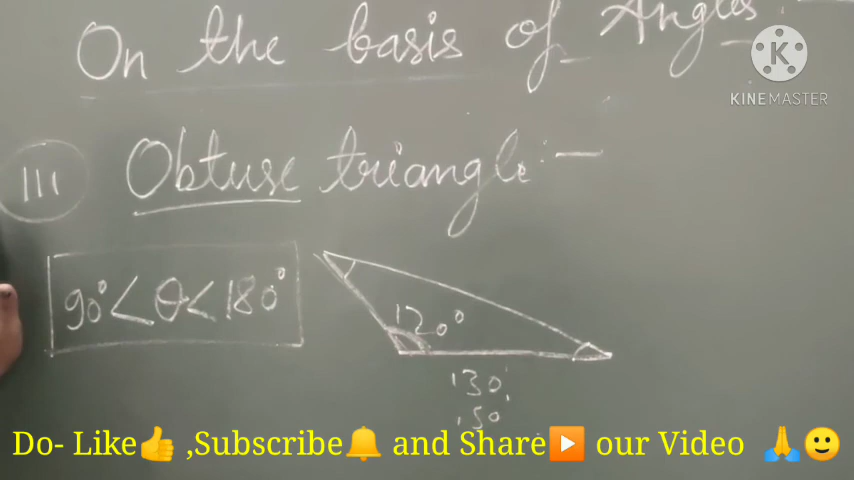 On the basis of Angles:-
KINEMASTER
III Obtuse triangle:-
90° < θ < 180°
120°
130°,
150
Do- Like👍 ,Subscribe🔔 and Share▶️ our Video 🙏🙂